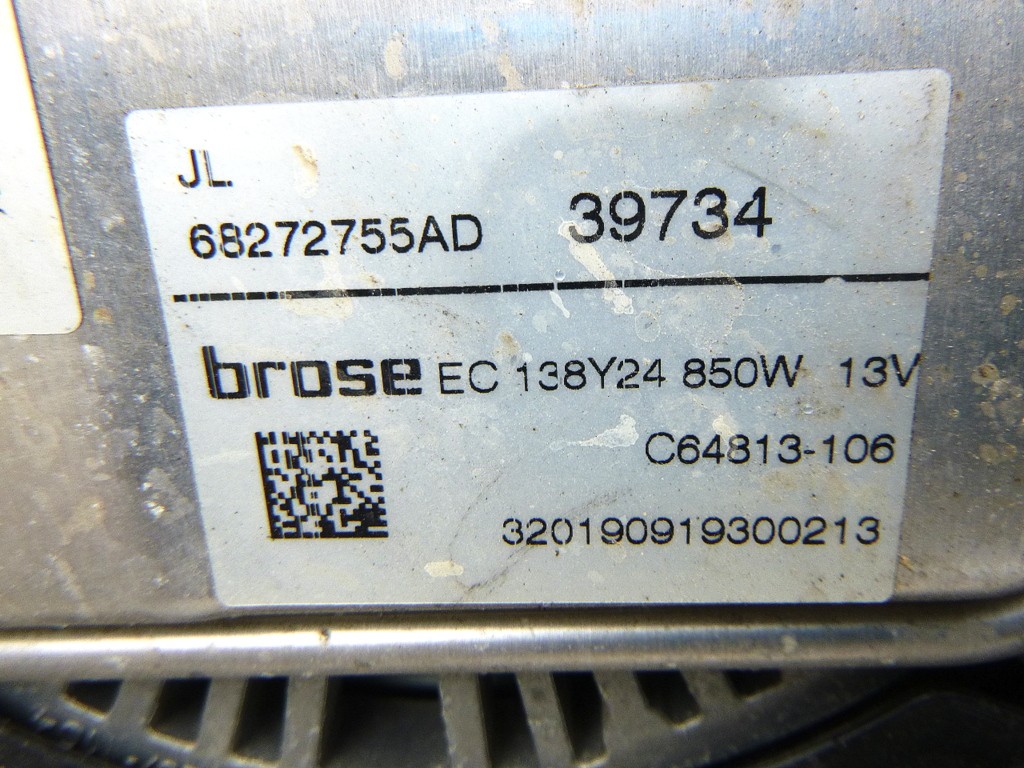 JL.
68272755AD 39734
brose EC 138Y24 850W 13V
C64813-106
320190919300213